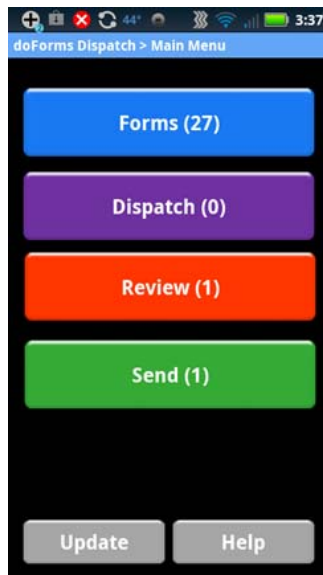 44° 3:37
doForms Dispatch > Main Menu
Forms (27)
Dispatch (0)
Review (1)
Send (1)
Update Help